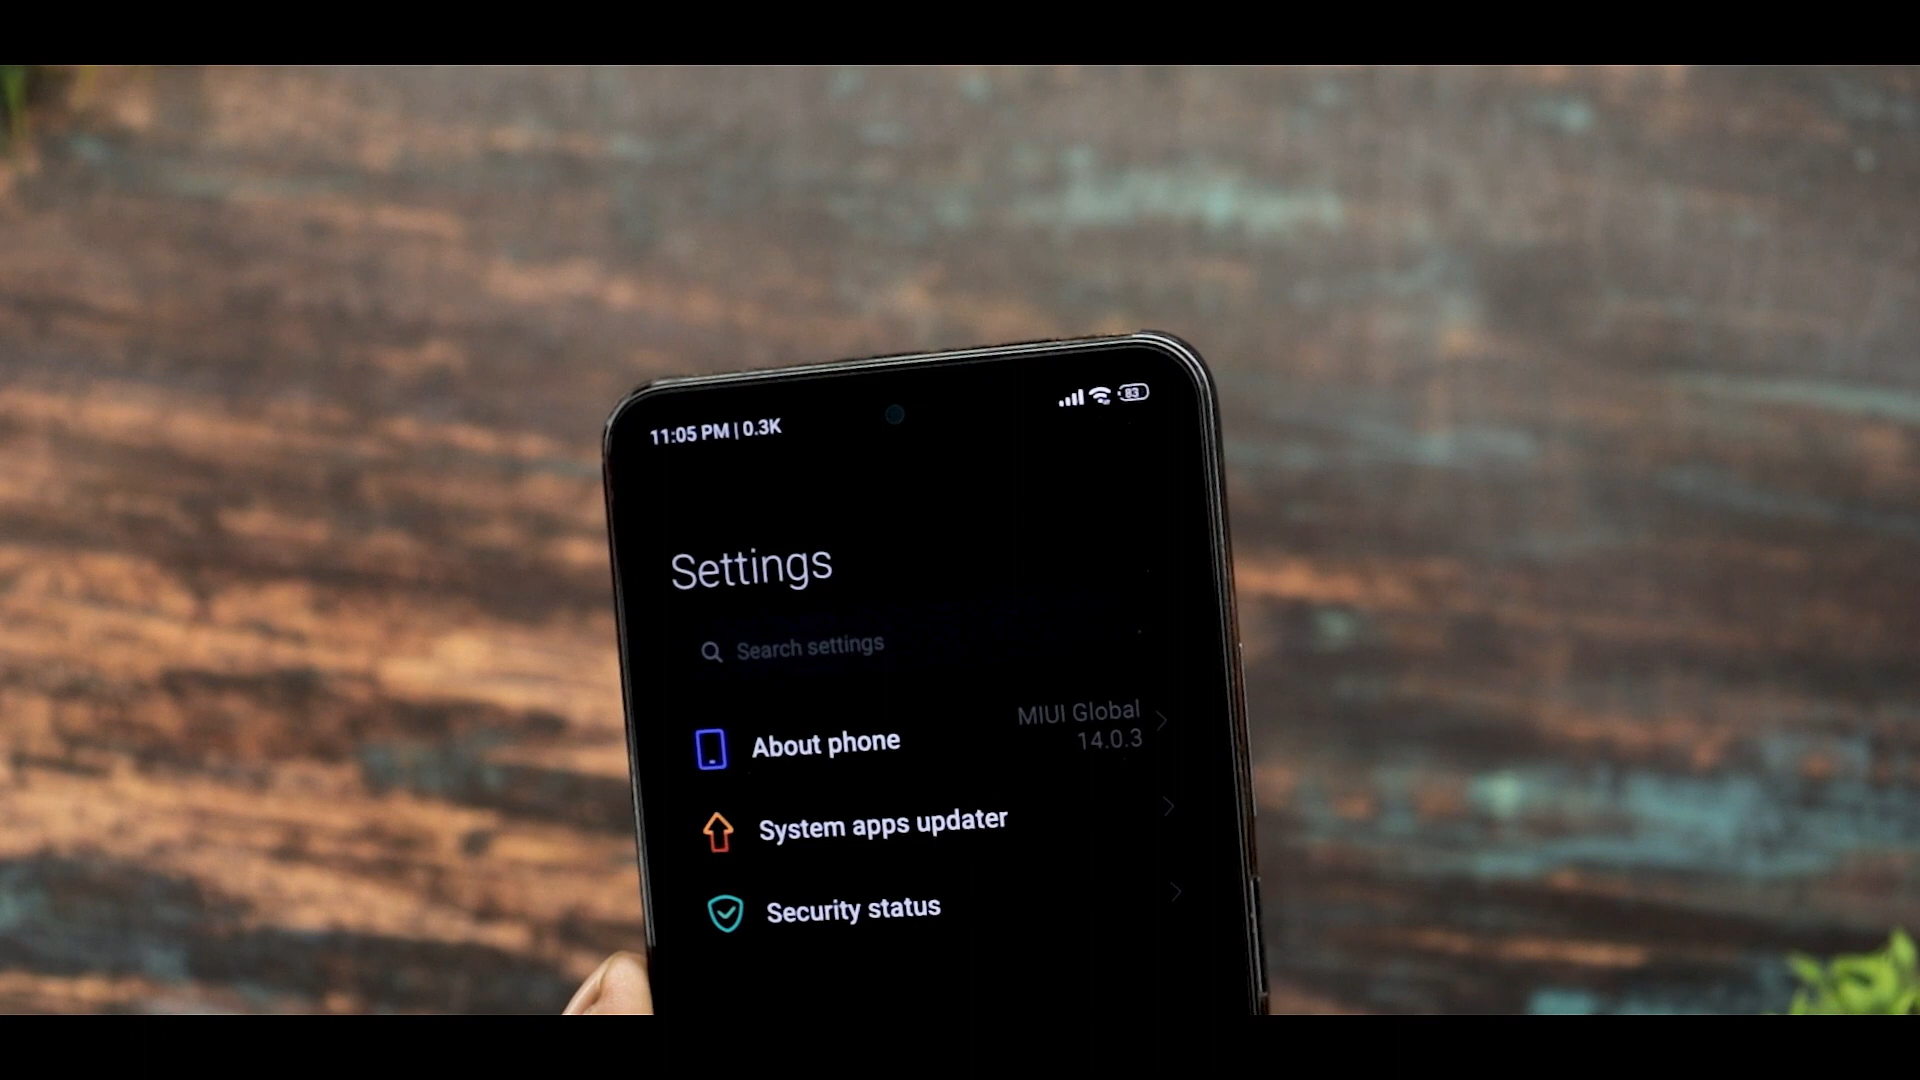 11:05 PM | 0.3K
83
Settings
Search settings
About phone
MIUI Global
14.0.3
System apps updater
Security status